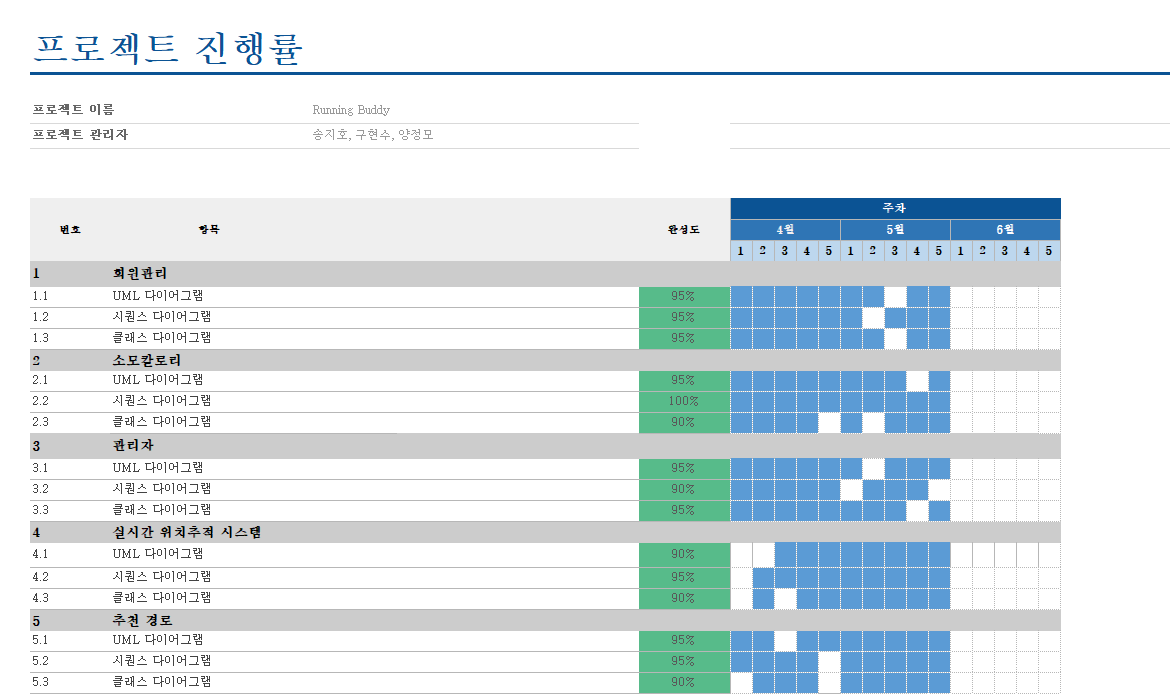 프로젝트 진행률
프로젝트 이름 Running Buddy
프로젝트 관리자 송지호, 구현수, 양정모
주차
번호 항목 완성도 4월 5월 6월
1 2 3 4 5 1 2 3 4 5 1 2 3 4 5
1 회원관리
1.1 UML 다이어그램 95%
1.2 시퀀스 다이어그램 95%
1.3 클래스 다이어그램 95%
2 소모칼로리
2.1 UML 다이어그램 95%
2.2 시퀀스 다이어그램 100%
2.3 클래스 다이어그램 90%
3 관리자
3.1 UML 다이어그램 95%
3.2 시퀀스 다이어그램 90%
3.3 클래스 다이어그램 95%
4 실시간 위치추적 시스템
4.1 UML 다이어그램 90%
4.2 시퀀스 다이어그램 95%
4.3 클래스 다이어그램 90%
5 추천 경로
5.1 UML 다이어그램 95%
5.2 시퀀스 다이어그램 95%
5.3 클래스 다이어그램 90%